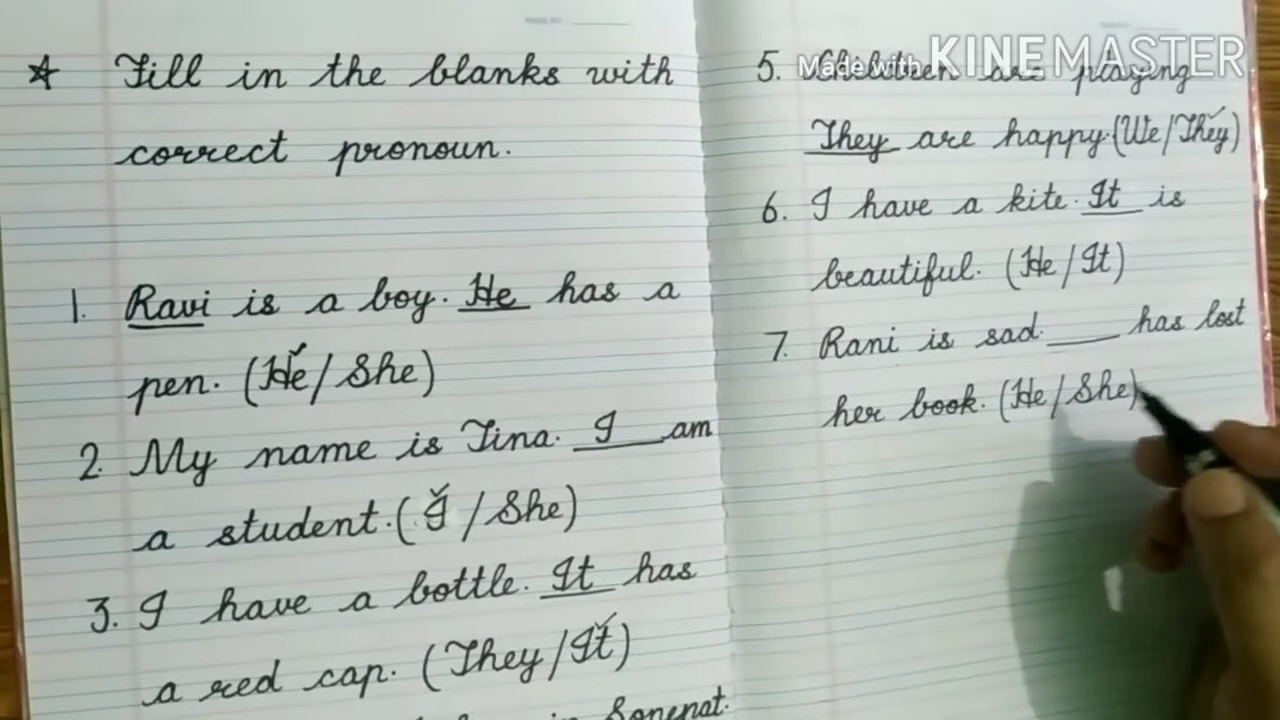 ☆ Fill in the blanks with
correct pronoun.
1. Ravi is a boy. He has a
pen. (He/She)
2. My name is Tina. I am
a student. (I/She)
3. I have a bottle. It has
a red cap. (They/It)
in Sonepat.
5. Children are playing
They are happy. (We/They)
6. I have a kite. It is
beautiful. (He/It)
7. Rani is sad. ____ has lost
her book. (He/She)
Made with KINEMASTER